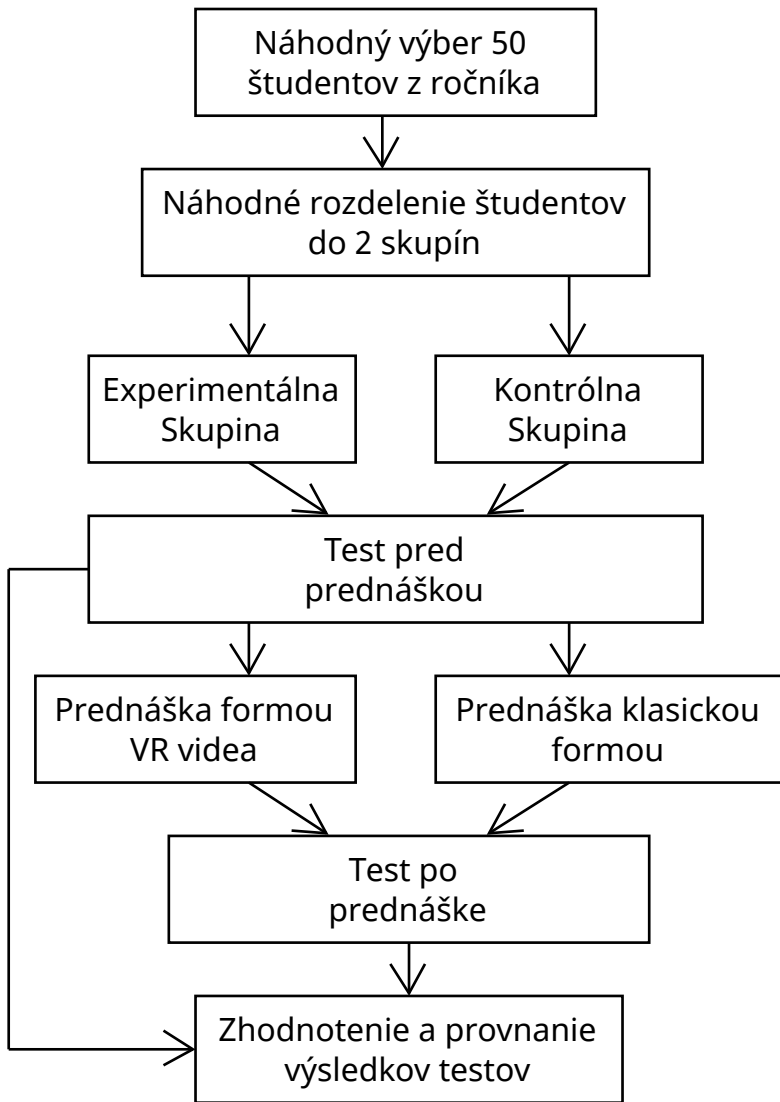 Náhodný výber 50
študentov z ročníka
Náhodné rozdelenie študentov
do 2 skupín
Experimentálna
Skupina
Kontrólna
Skupina
Test pred
prednáškou
Prednáška formou
VR videa
Prednáška klasickou
formou
Test po
prednáške
Zhodnotenie a provnanie
výsledkov testov